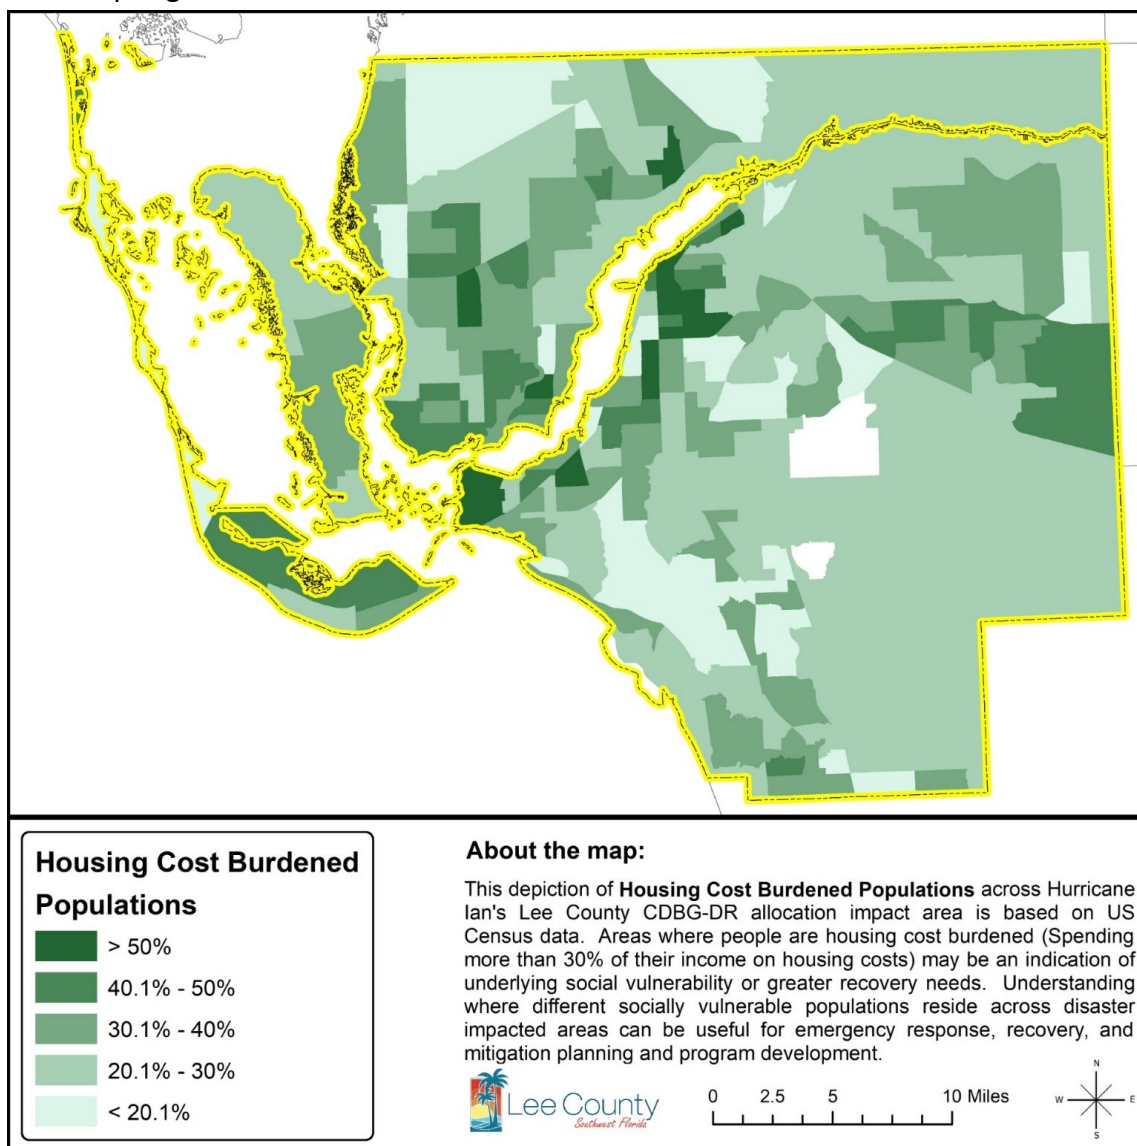 Housing Cost Burdened
Populations
> 50%
40.1% - 50%
30.1% - 40%
20.1% - 30%
< 20.1%
About the map:
This depiction of Housing Cost Burdened Populations across Hurricane
Ian's Lee County CDBG-DR allocation impact area is based on US
Census data. Areas where people are housing cost burdened (Spending
more than 30% of their income on housing costs) may be an indication of
underlying social vulnerability or greater recovery needs. Understanding
where different socially vulnerable populations reside across disaster
impacted areas can be useful for emergency response, recovery, and
mitigation planning and program development.
Lee County
Southwest Florida
0 2.5 5 10 Miles
N
W E
S